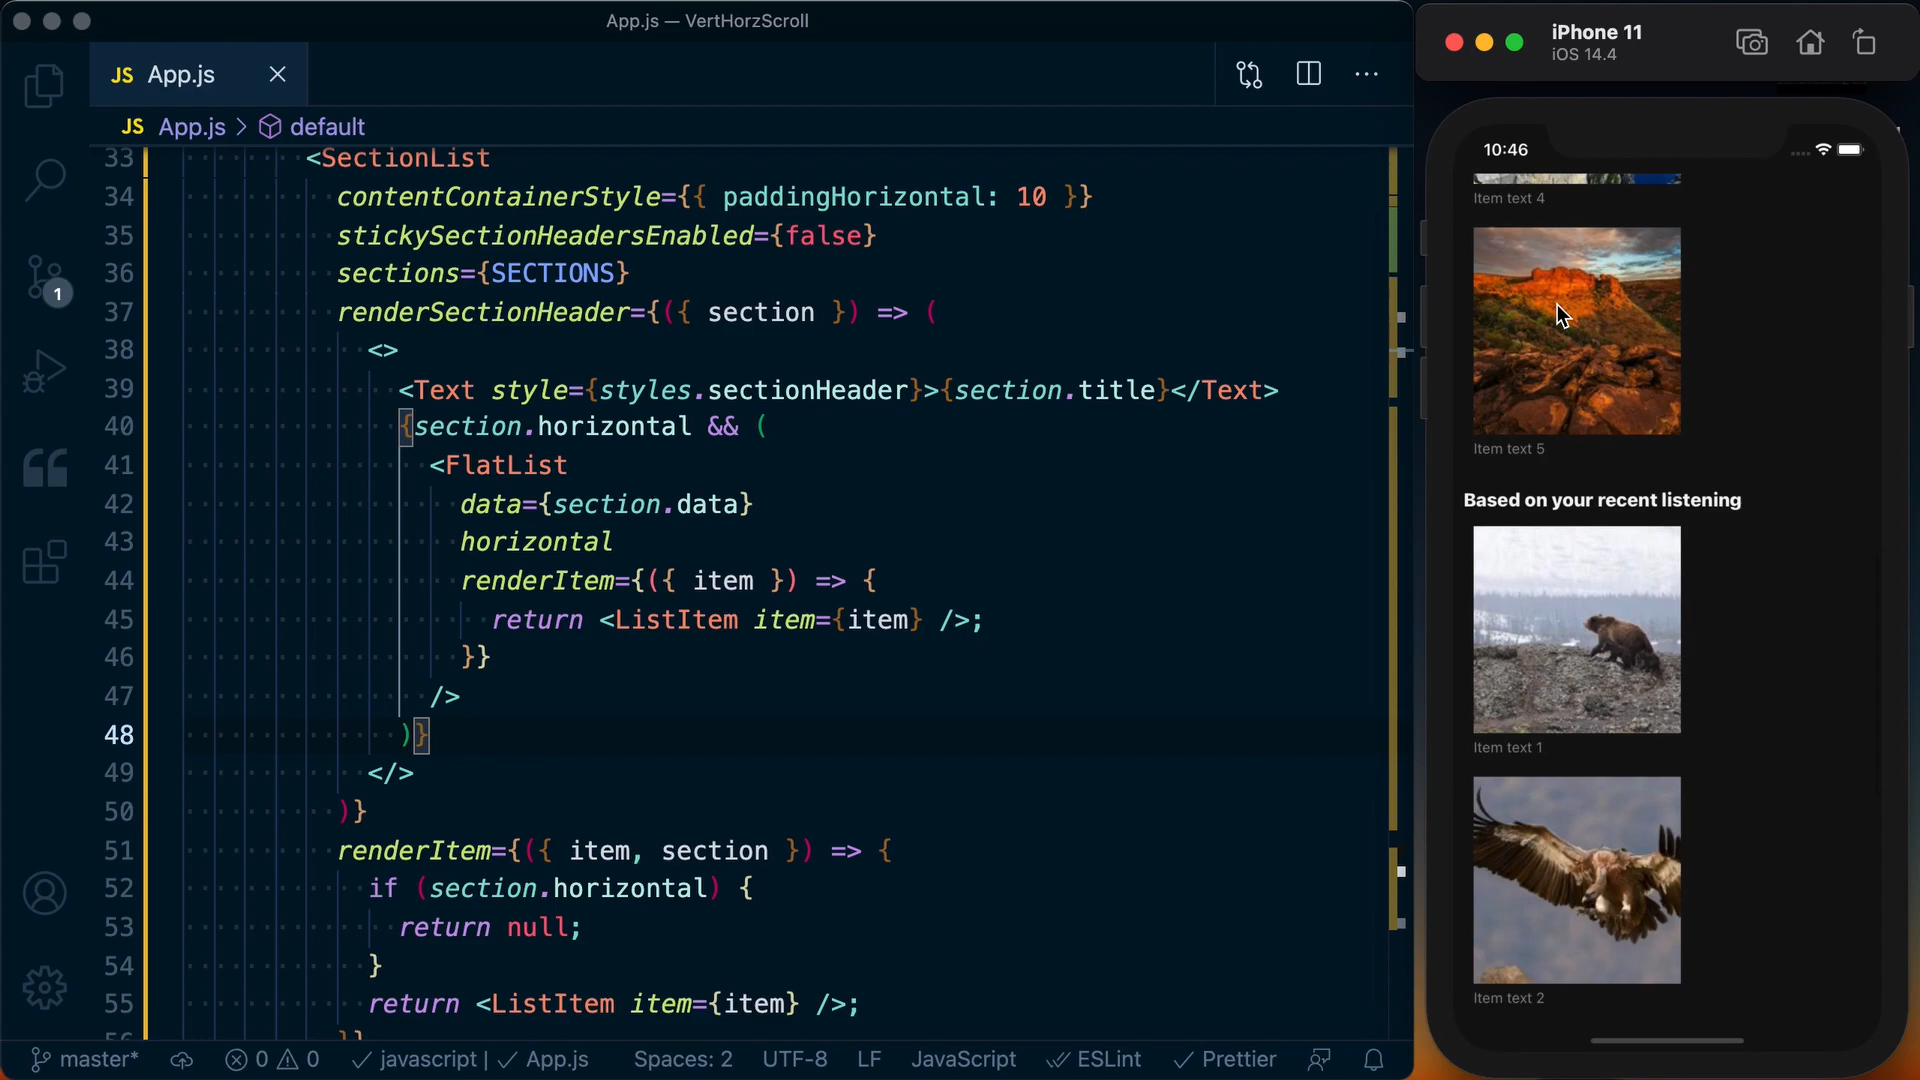 App.js — VertHorzScroll
JS App.js
JS App.js > default
33 <SectionList
34 contentContainerStyle={{ paddingHorizontal: 10 }}
35 stickySectionHeadersEnabled={false}
36 sections={SECTIONS}
37 renderSectionHeader={({ section }) => (
38 <>
39 <Text style={styles.sectionHeader}>{section.title}</Text>
40 {section.horizontal && (
41 <FlatList
42 data={section.data}
43 horizontal
44 renderItem={({ item }) => {
45 return <ListItem item={item} />;
46 }}
47 />
48 )}
49 </>
50 )}
51 renderItem={({ item, section }) => {
52 if (section.horizontal) {
53 return null;
54 }
55 return <ListItem item={item} />;
56 }}
1
master* 0 0 javascript | App.js Spaces: 2 UTF-8 LF JavaScript ESLint Prettier
iPhone 11
iOS 14.4
10:46
Item text 4
Item text 5
Based on your recent listening
Item text 1
Item text 2